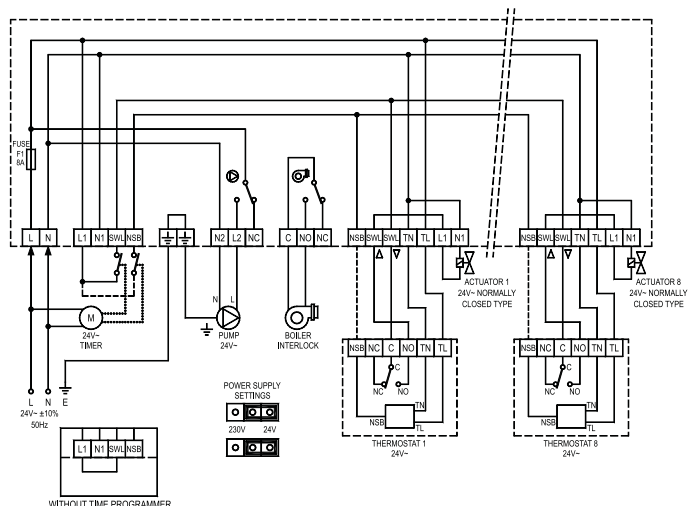 FUSE
F1
8A
L N L1 N1 SWL NSB N2 L2 NC C NO NC NSB SWL SWL TN TL L1 N1 NSB SWL SWL TN TL L1 N1
N L
M
24V~
TIMER
PUMP
24V~
BOILER
INTERLOCK
ACTUATOR 1
24V~ NORMALLY
CLOSED TYPE
ACTUATOR 8
24V~ NORMALLY
CLOSED TYPE
L N E
24V~ ±10%
50Hz
NSB NC C NO TN TL
C
NC NO
TN
NSB
TL
THERMOSTAT 1
24V~
NSB NC C NO TN TL
C
NC NO
TN
NSB
TL
THERMOSTAT 8
24V~
POWER SUPPLY
SETTINGS
230V 24V
L1 N1 SWL NSB
WITHOUT TIME PROGRAMMER